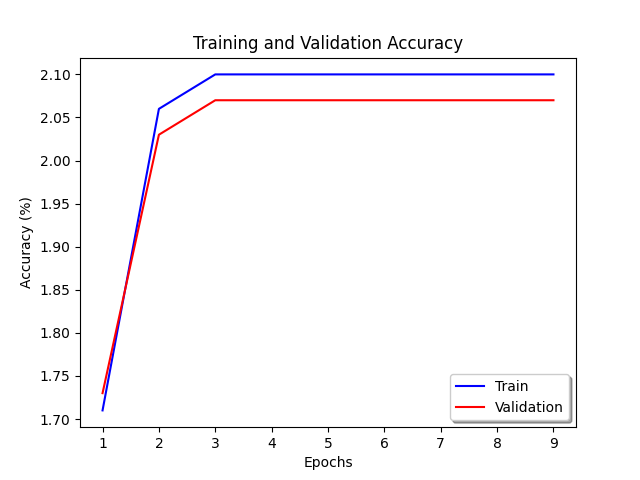 Training and Validation Accuracy
2.10
2.05
2.00
1.95
1.90
1.85
1.80
1.75
1.70
Accuracy (%)
Train
Validation
1 2 3 4 5 6 7 8 9
Epochs